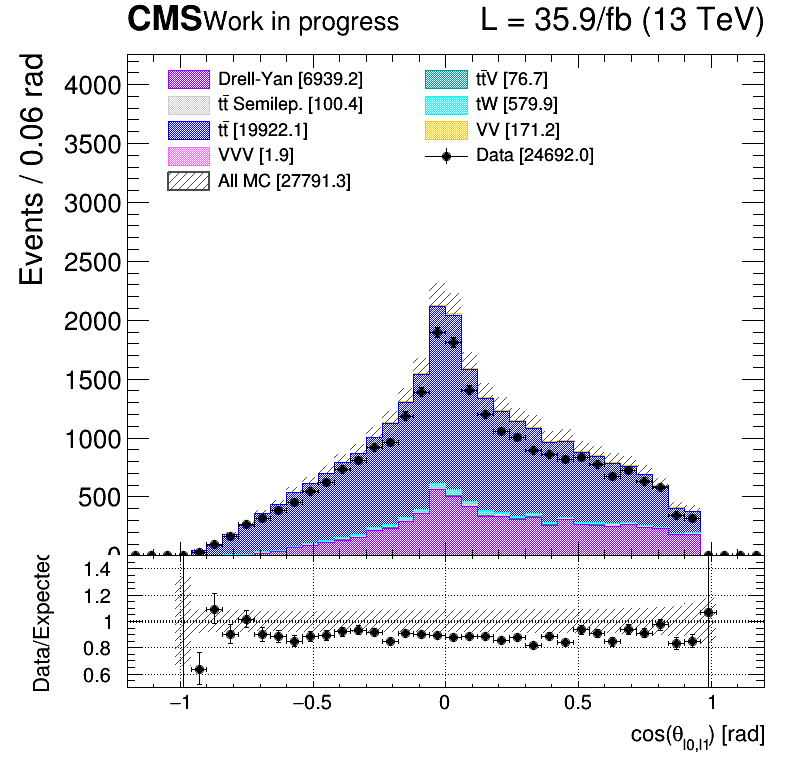 CMS Work in progress L = 35.9/fb (13 TeV)
Events / 0.06 rad
4000
3500
3000
2500
2000
1500
1000
500
0
Drell-Yan [6939.2]
tt̄ Semilep. [100.4]
tt̄ [19922.1]
VVV [1.9]
All MC [27791.3]
tt̄V [76.7]
tW [579.9]
VV [171.2]
Data [24692.0]
Data/Expected
1.4
1.2
1
0.8
0.6
−1 −0.5 0 0.5 1
cos(θl0,l1) [rad]